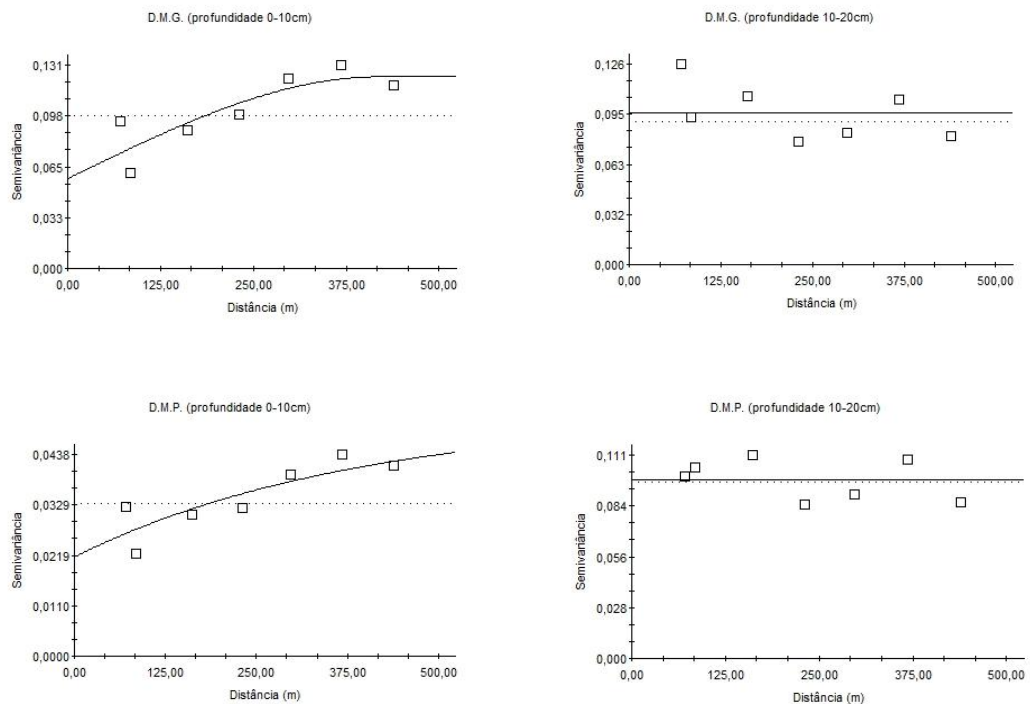 D.M.G. (profundidade 0-10cm)
0,131
0,098
0,065
0,033
0,000
Semivariância
0,00 125,00 250,00 375,00 500,00
Distância (m)
D.M.G. (profundidade 10-20cm)
0,126
0,095
0,063
0,032
0,000
Semivariância
0,00 125,00 250,00 375,00 500,00
Distância (m)
D.M.P. (profundidade 0-10cm)
0,0438
0,0329
0,0219
0,0110
0,0000
Semivariância
0,00 125,00 250,00 375,00 500,00
Distância (m)
D.M.P. (profundidade 10-20cm)
0,111
0,084
0,056
0,028
0,000
Semivariância
0,00 125,00 250,00 375,00 500,00
Distância (m)